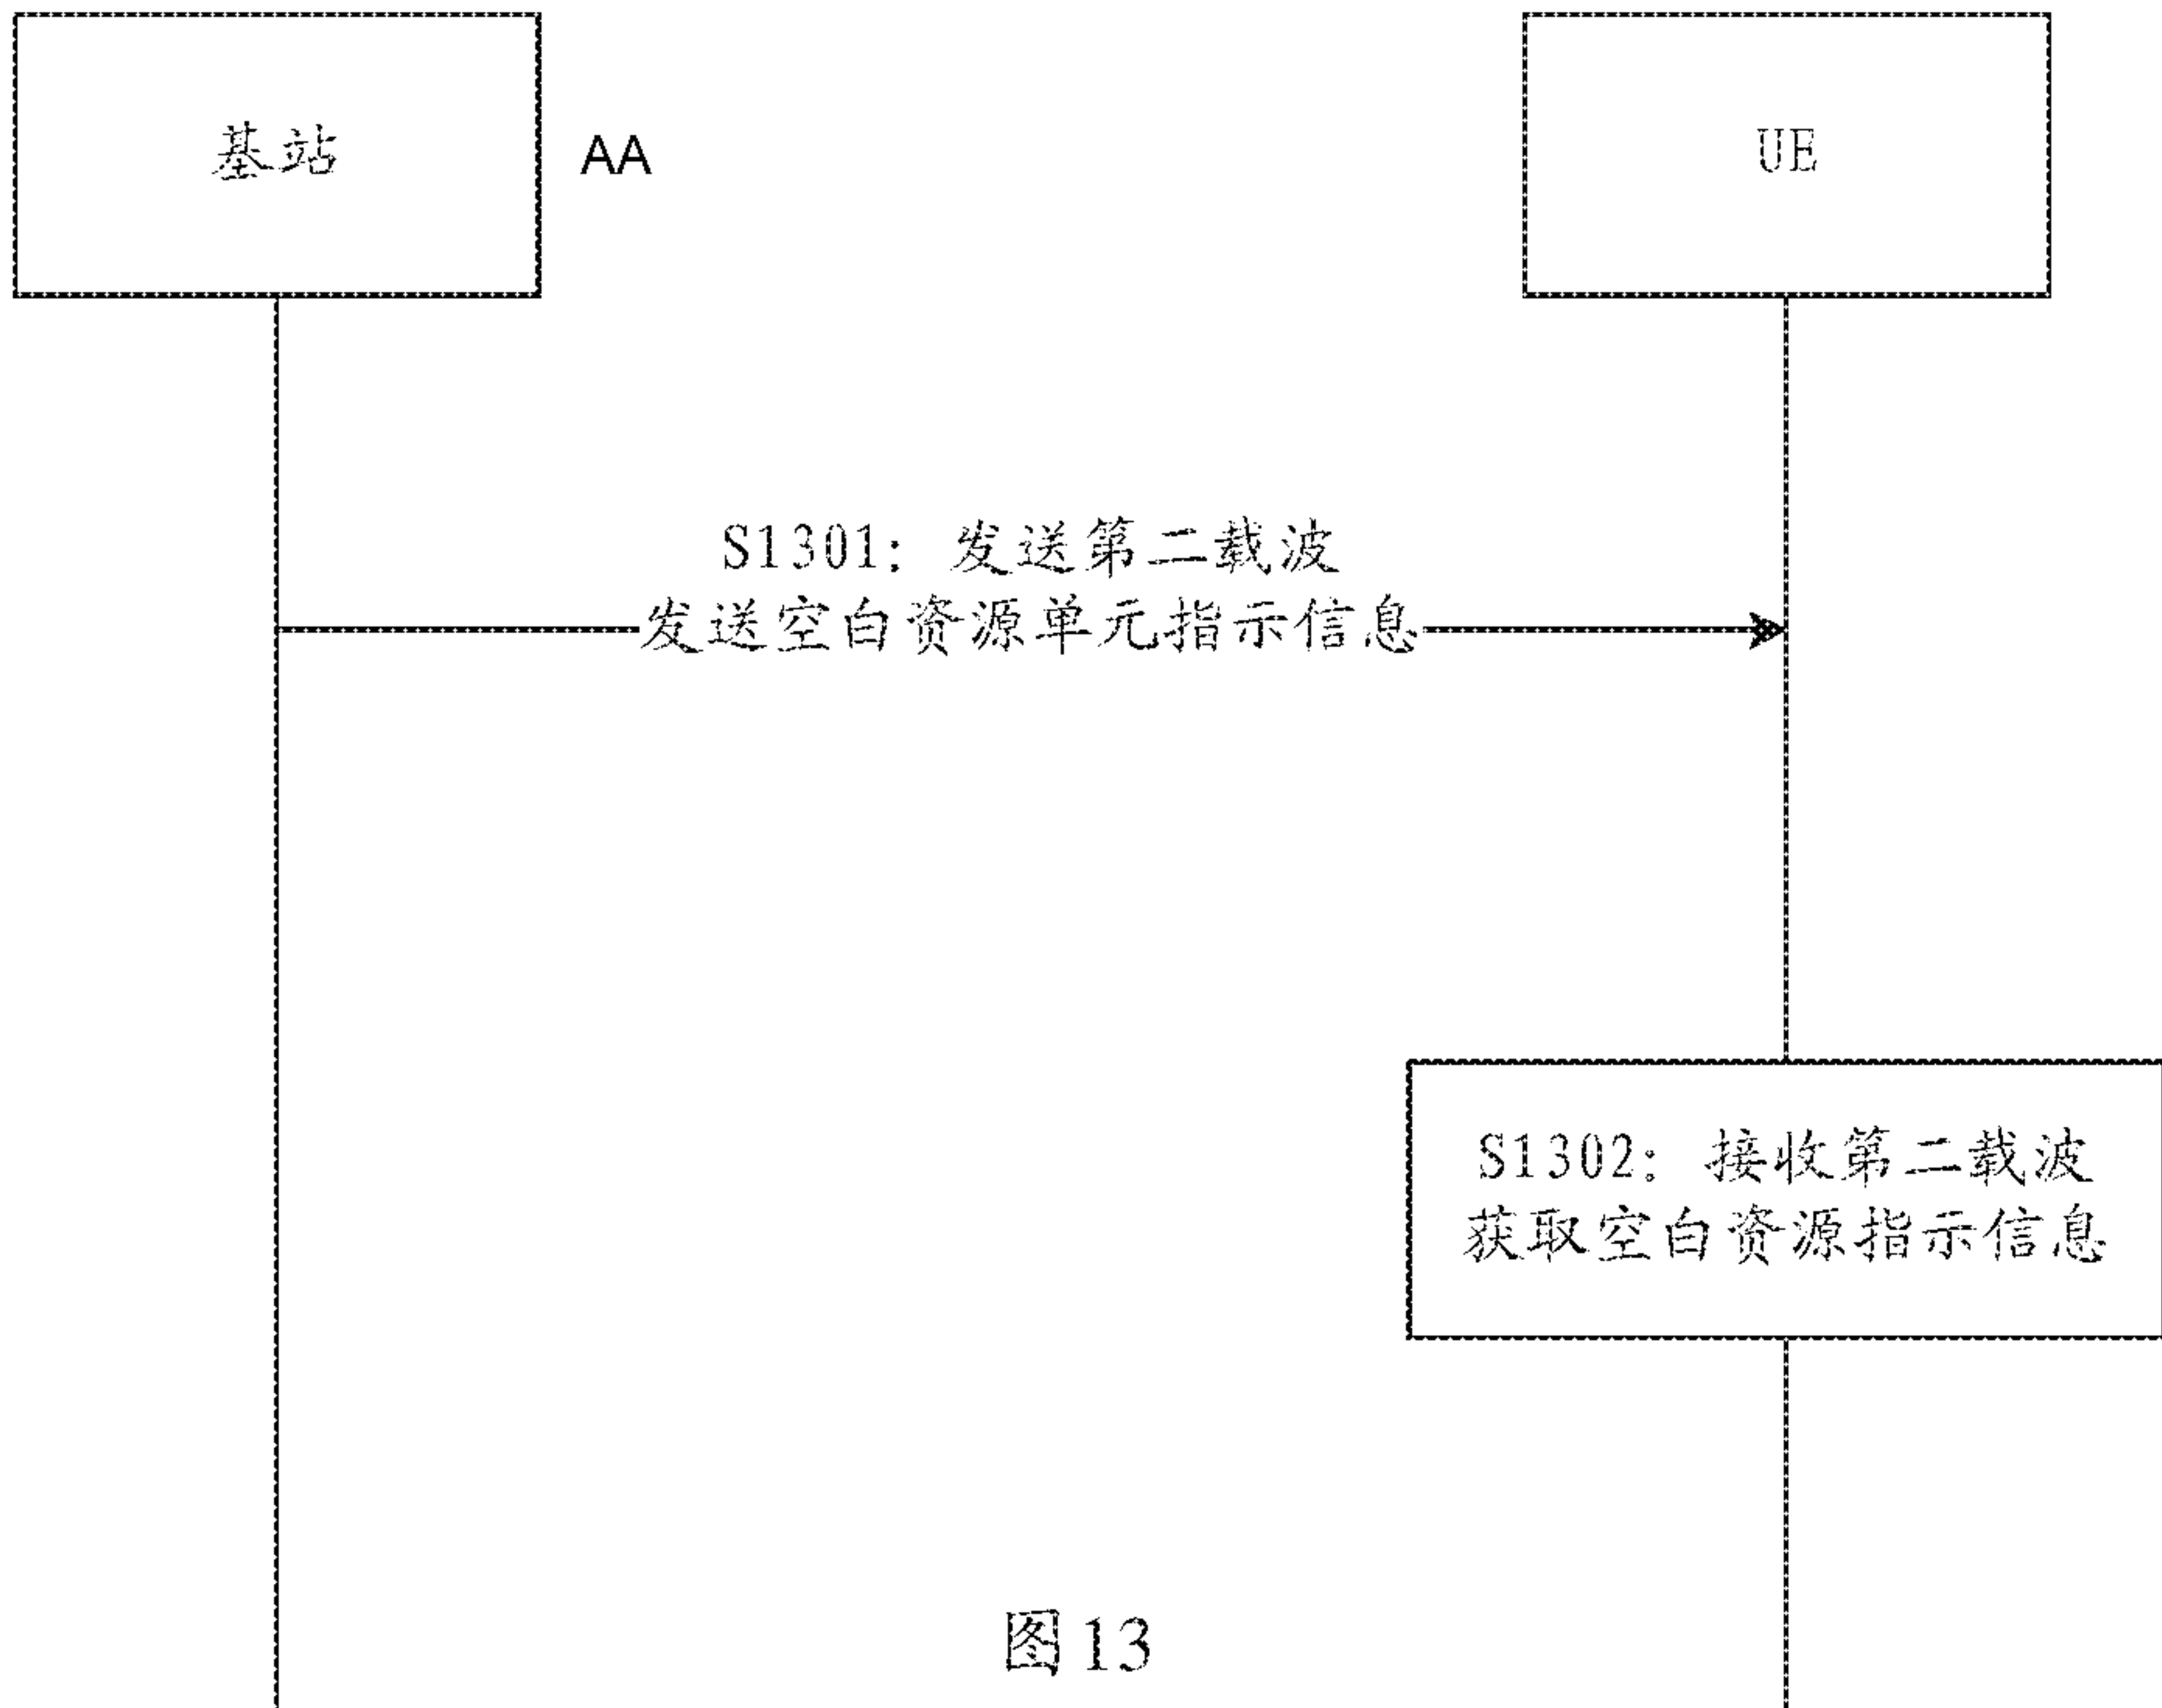 基站
AA
UE
S1301: 发送第二载波
发送空白资源单元指示信息
S1302: 接收第二载波
获取空白资源指示信息
图13